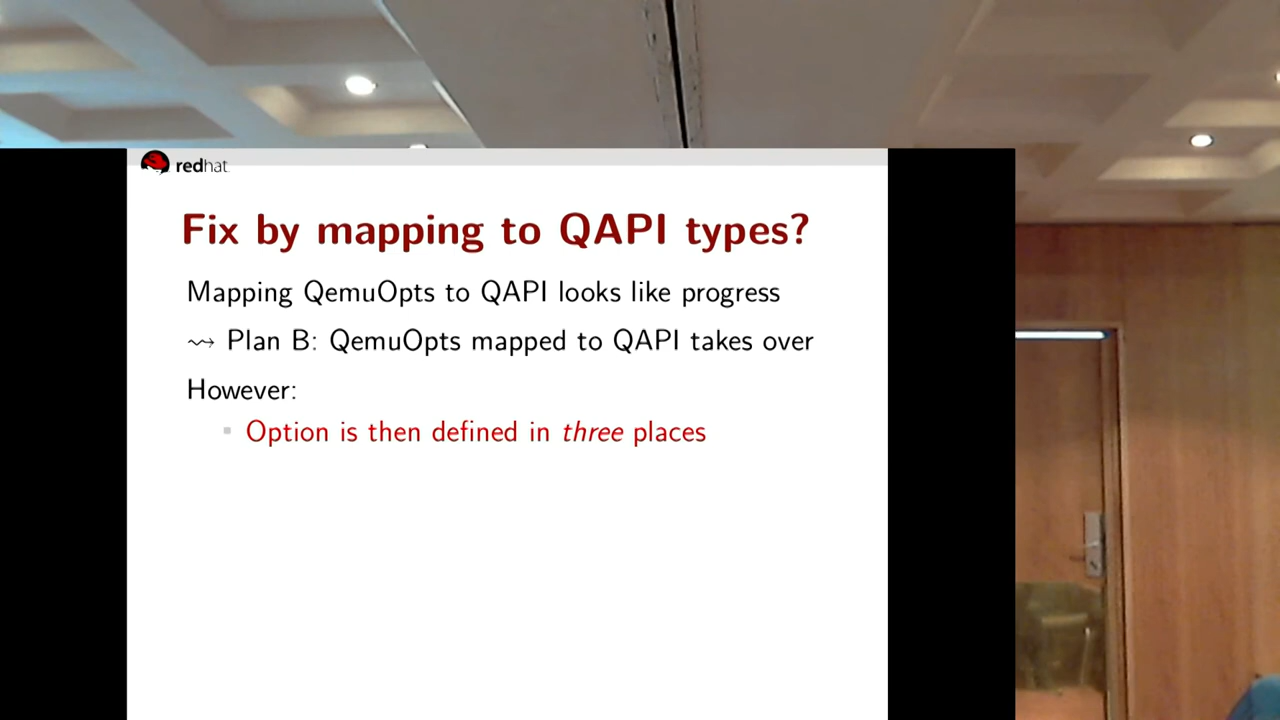 redhat.
Fix by mapping to QAPI types?
Mapping QemuOpts to QAPI looks like progress
⇝ Plan B: QemuOpts mapped to QAPI takes over
However:
▪ Option is then defined in three places